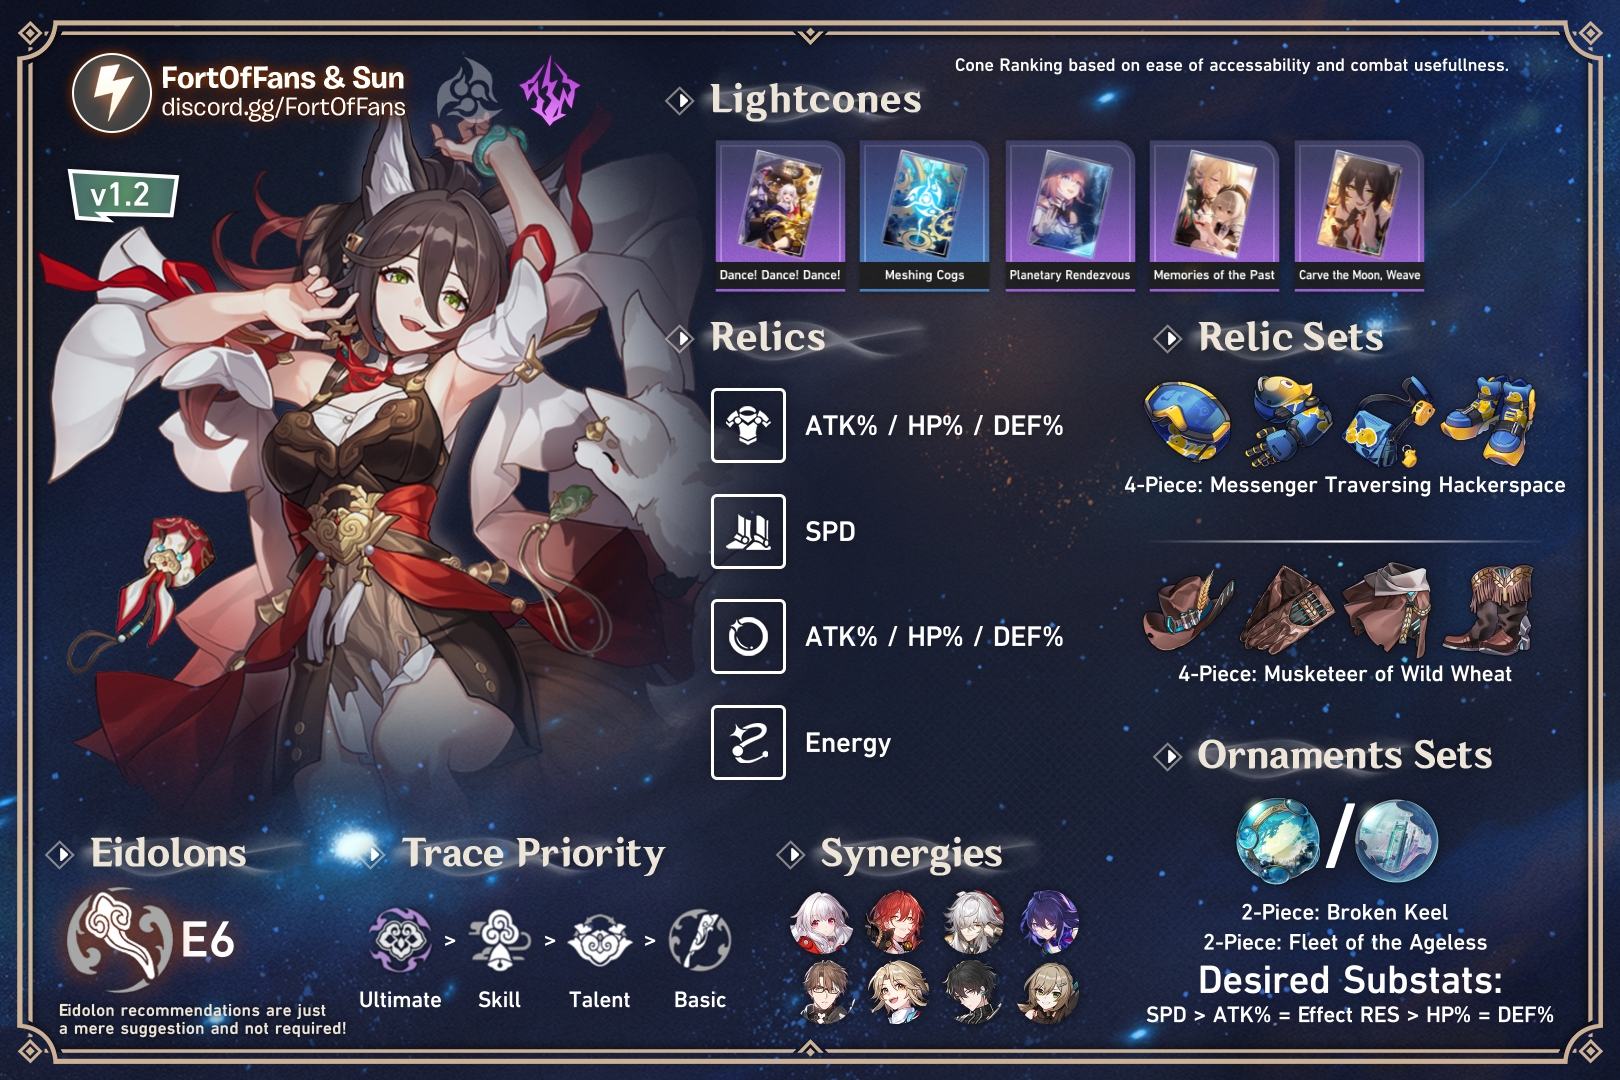 FortOfFans & Sun
discord.gg/FortOfFans
v1.2
Cone Ranking based on ease of accessability and combat usefullness.
Lightcones
Dance! Dance! Dance!
Meshing Cogs
Planetary Rendezvous
Memories of the Past
Carve the Moon, Weave
Relics
ATK% / HP% / DEF%
SPD
ATK% / HP% / DEF%
Energy
Relic Sets
4-Piece: Messenger Traversing Hackerspace
4-Piece: Musketeer of Wild Wheat
Ornaments Sets
/
2-Piece: Broken Keel
2-Piece: Fleet of the Ageless
Desired Substats:
SPD > ATK% = Effect RES > HP% = DEF%
Eidolons
E6
Eidolon recommendations are just
a mere suggestion and not required!
Trace Priority
> > >
Ultimate Skill Talent Basic
Synergies